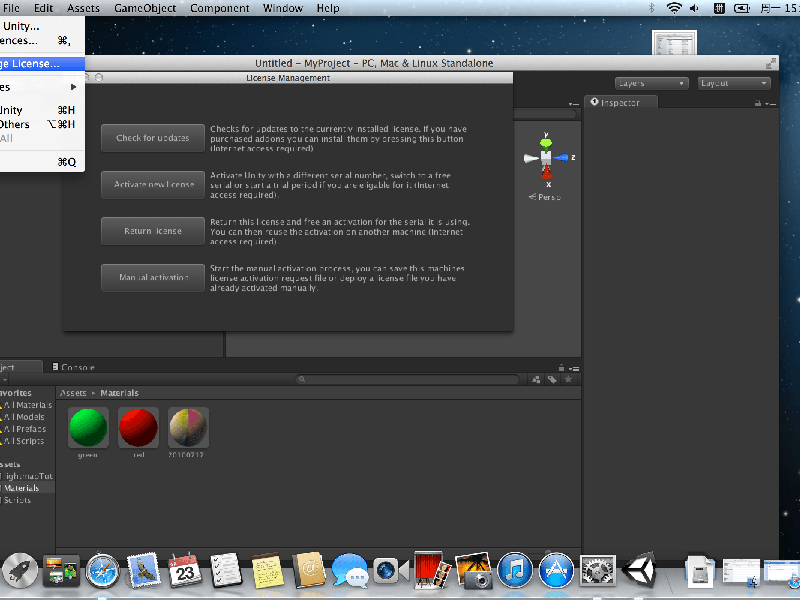 File Edit Assets GameObject Component Window Help 周一 15:
Unity...
ences... ⌘,
ge License...
es
Unity ⌘H
Others ⌥⌘H
All
⌘Q
Untitled - MyProject - PC, Mac & Linux Standalone
License Management
Layers Layout
Inspector
Check for updates
Checks for updates to the currently installed license. If you have
purchased addons you can install them by pressing this button
(Internet access required)
Activate new license
Activate Unity with a different serial number, switch to a free
serial or start a trial period if you are eligable for it (Internet
access required).
Return license
Return this license and free an activation for the serial it is using.
You can then reuse the activation on another machine (Internet
access required)
Manual activation
Start the manual activation process, you can save this machines
license activation request file or deploy a license file you have
already activated manually.
y
z
x
Persp
ject Console
avorites
All Materials
All Models
All Prefabs
All Scripts
ssets
lightmapTut
Materials
Scripts
Assets ▸ Materials
green red 20100717
23